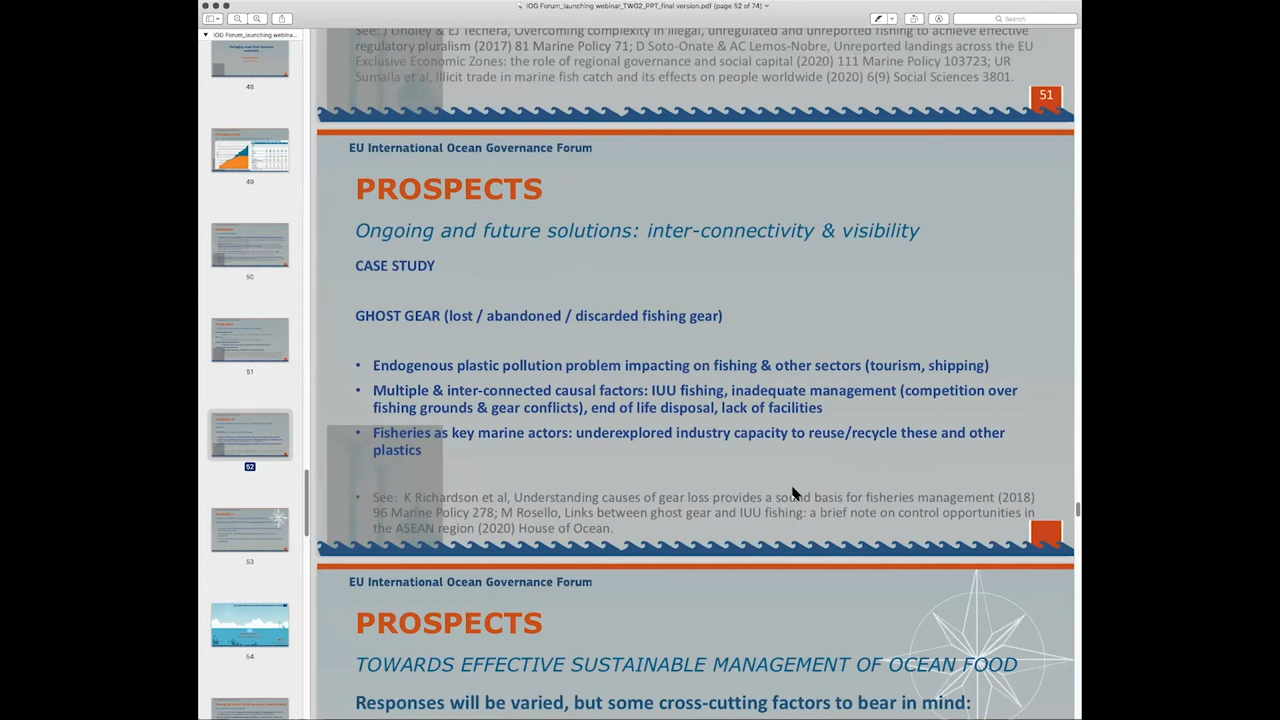 IOG Forum_launching webinar_TWG2_PPT_final version.pdf (page 52 of 74)
Search
IOG Forum_launching webina...
48
49
50
51
52
53
54
See: J Lindley & EJ Techera, Overcoming complexity in illegal, unregulated and unreported fishing to achieve effective
regulatory pluralism (2017) 81 Marine Policy 71; D Soto-Onate & AC Lemos-Nobre, Unreported landings across the EU
Exclusive Economic Zones: the role of regional governance and social capital (2020) 111 Marine Policy 103723; UR
Sumaila et al, Illicit trade in marine fish catch and its effects on people worldwide (2020) 6(9) Social Sciences 3801.
51
EU International Ocean Governance Forum
PROSPECTS
Ongoing and future solutions: inter-connectivity & visibility
CASE STUDY
GHOST GEAR (lost / abandoned / discarded fishing gear)
• Endogenous plastic pollution problem impacting on fishing & other sectors (tourism, shipping)
• Multiple & inter-connected causal factors: IUU fishing, inadequate management (competition over
fishing grounds & gear conflicts), end of life disposal, lack of facilities
• Fisheries as key marine actors: underexplored industry capacity to reuse/recycle these and other
plastics
• See: K Richardson et al, Understanding causes of gear loss provides a sound basis for fisheries management (2018)
96 Marine Policy 278; M Rosello, Links between ghost gear and IUU fishing: a brief note on control opportunities in
the ASEAN region (2020) House of Ocean.
EU International Ocean Governance Forum
PROSPECTS
TOWARDS EFFECTIVE SUSTAINABLE MANAGEMENT OF OCEAN FOOD
Responses will be varied, but some cross-cutting factors to bear in mind: